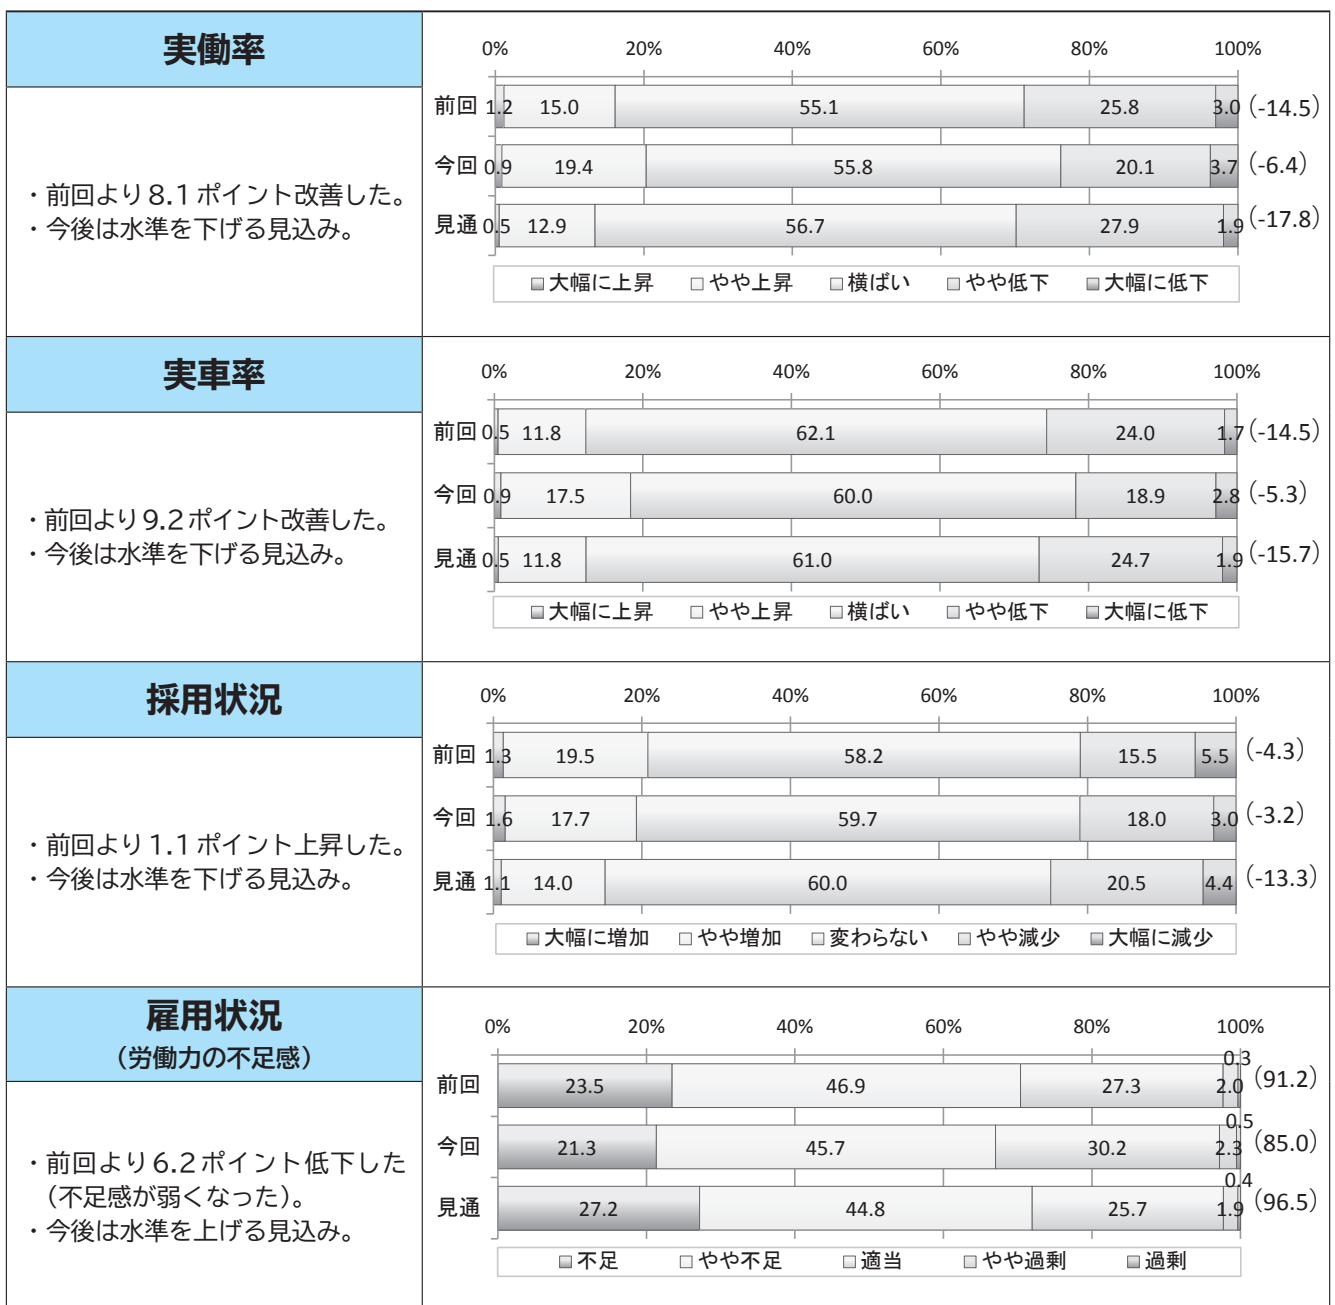 実働率
・前回より8.1ポイント改善した。
・今後は水準を下げる見込み。
0% 20% 40% 60% 80% 100%
前回 1.2 15.0 55.1 25.8 3.0 (-14.5)
今回 0.9 19.4 55.8 20.1 3.7 (-6.4)
見通 0.5 12.9 56.7 27.9 1.9 (-17.8)
大幅に上昇 やや上昇 横ばい やや低下 大幅に低下
実車率
・前回より9.2ポイント改善した。
・今後は水準を下げる見込み。
0% 20% 40% 60% 80% 100%
前回 0.5 11.8 62.1 24.0 1.7 (-14.5)
今回 0.9 17.5 60.0 18.9 2.8 (-5.3)
見通 0.5 11.8 61.0 24.7 1.9 (-15.7)
大幅に上昇 やや上昇 横ばい やや低下 大幅に低下
採用状況
・前回より1.1ポイント上昇した。
・今後は水準を下げる見込み。
0% 20% 40% 60% 80% 100%
前回 1.3 19.5 58.2 15.5 5.5 (-4.3)
今回 1.6 17.7 59.7 18.0 3.0 (-3.2)
見通 1.1 14.0 60.0 20.5 4.4 (-13.3)
大幅に増加 やや増加 変わらない やや減少 大幅に減少
雇用状況
(労働力の不足感)
・前回より6.2ポイント低下した
(不足感が弱くなった)。
・今後は水準を上げる見込み。
0% 20% 40% 60% 80% 100%
前回 23.5 46.9 27.3 2.0 0.3 (91.2)
今回 21.3 45.7 30.2 2.3 0.5 (85.0)
見通 27.2 44.8 25.7 1.9 0.4 (96.5)
不足 やや不足 適当 やや過剰 過剰